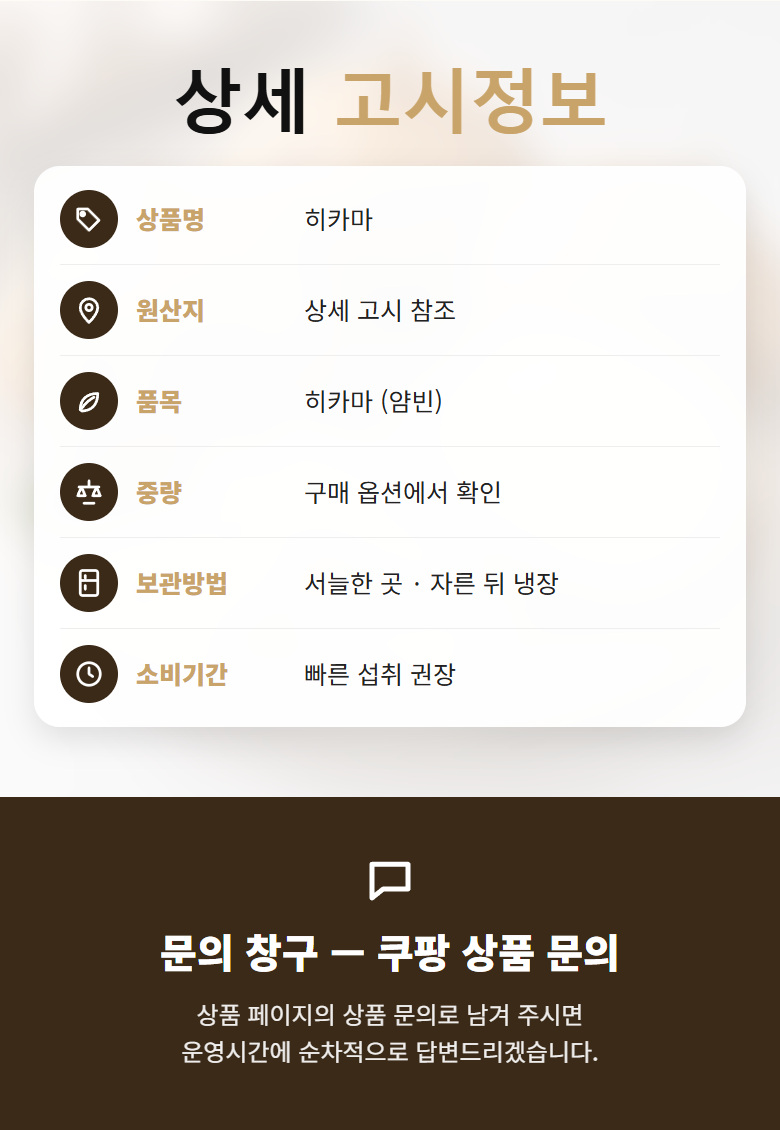 상세 고시정보
상품명 히카마
원산지 상세 고시 참조
품목 히카마 (얌빈)
중량 구매 옵션에서 확인
보관방법 서늘한 곳 · 자른 뒤 냉장
소비기간 빠른 섭취 권장
문의 창구 — 쿠팡 상품 문의
상품 페이지의 상품 문의로 남겨 주시면
운영시간에 순차적으로 답변드리겠습니다.